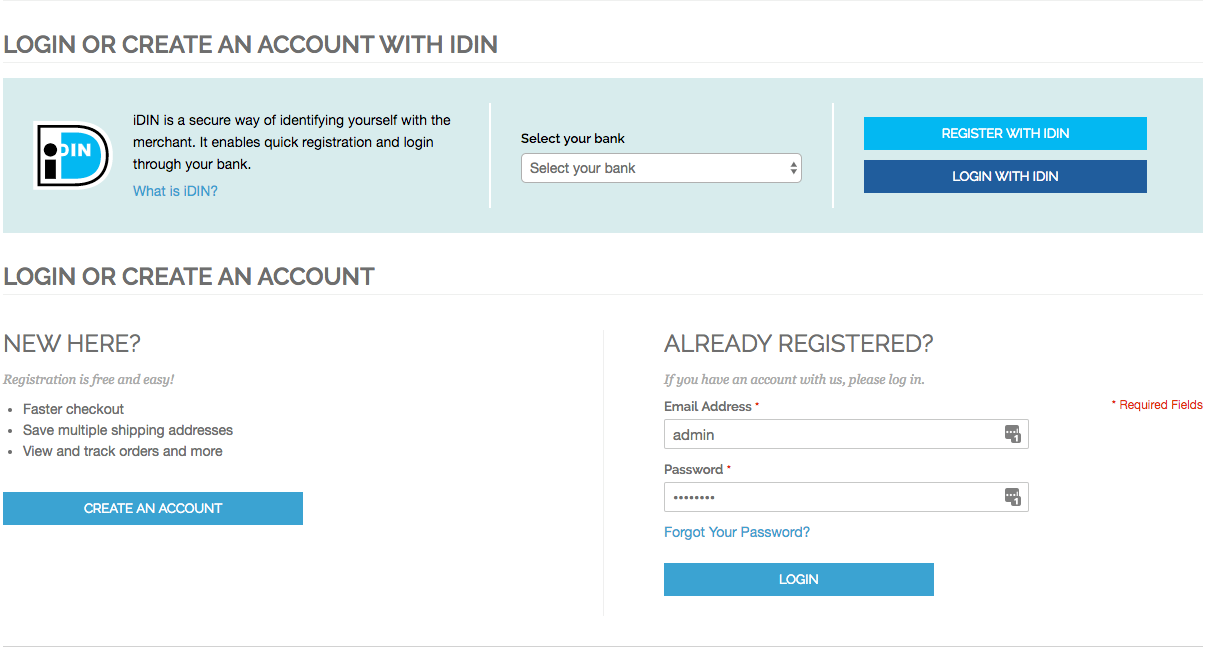 LOGIN OR CREATE AN ACCOUNT WITH IDIN
iDIN
iDIN is a secure way of identifying yourself with the
merchant. It enables quick registration and login
through your bank.
What is iDIN?
Select your bank
Select your bank
REGISTER WITH IDIN
LOGIN WITH IDIN
LOGIN OR CREATE AN ACCOUNT
NEW HERE?
Registration is free and easy!
• Faster checkout
• Save multiple shipping addresses
• View and track orders and more
CREATE AN ACCOUNT
ALREADY REGISTERED?
If you have an account with us, please log in.
* Required Fields
Email Address *
admin
1
Password *
••••••••
1
Forgot Your Password?
LOGIN